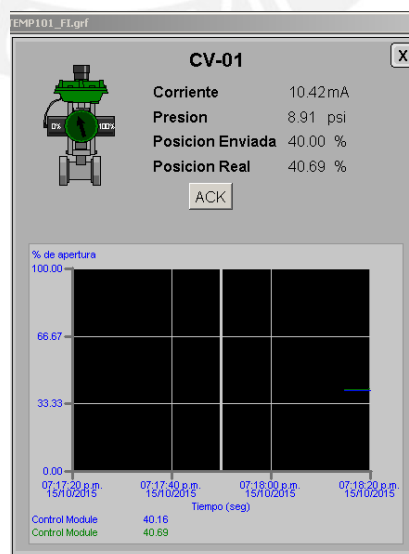 TEMP101_FI.grf
X
CV-01
0% 100%
Corriente 10.42mA
Presion 8.91 psi
Posicion Enviada 40.00 %
Posicion Real 40.69 %
ACK
% de apertura
100.00
66.67
33.33
0.00
07:17:20 p.m. 07:17:40 p.m. 07:18:00 p.m. 07:18:20 p.m.
15/10/2015 15/10/2015 15/10/2015 15/10/2015
Tiempo (seg)
Control Module 40.16
Control Module 40.69